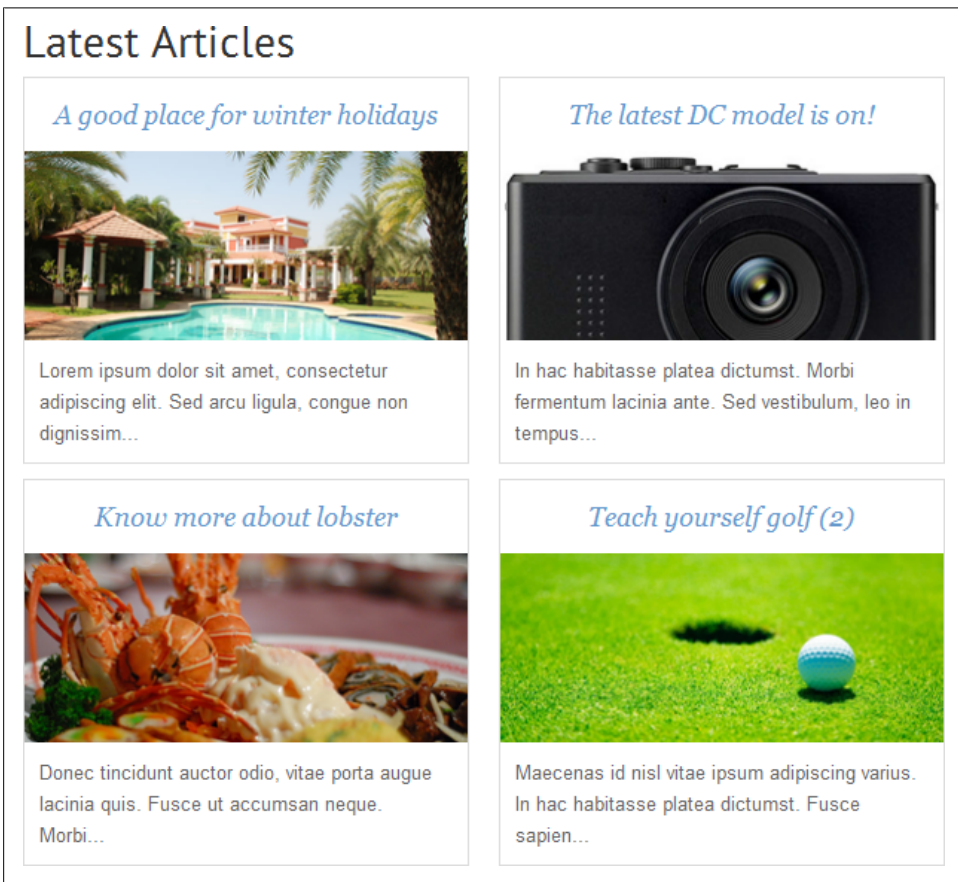 Latest Articles
A good place for winter holidays
Lorem ipsum dolor sit amet, consectetur
adipiscing elit. Sed arcu ligula, congue non
dignissim...
The latest DC model is on!
In hac habitasse platea dictumst. Morbi
fermentum lacinia ante. Sed vestibulum, leo in
tempus...
Know more about lobster
Donec tincidunt auctor odio, vitae porta augue
lacinia quis. Fusce ut accumsan neque.
Morbi...
Teach yourself golf (2)
Maecenas id nisl vitae ipsum adipiscing varius.
In hac habitasse platea dictumst. Fusce
sapien...